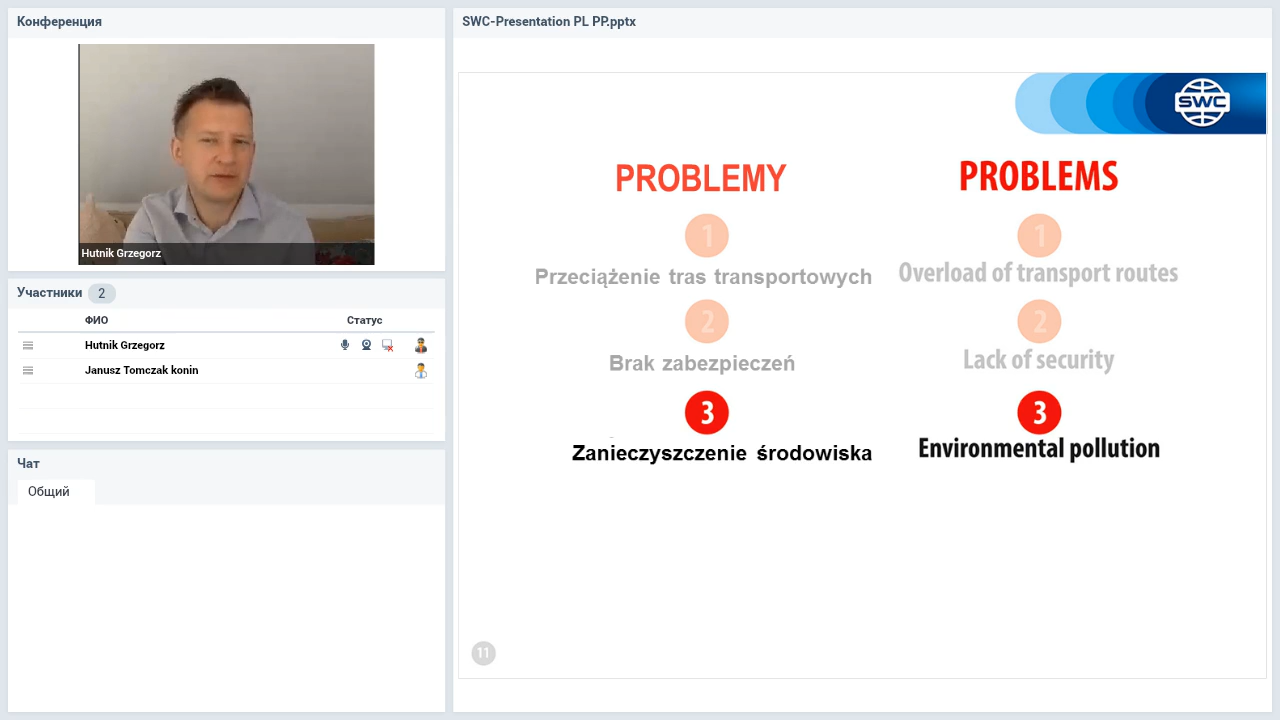 Конференция
Hutnik Grzegorz
Участники 2
ФИО Статус
Hutnik Grzegorz
Janusz Tomczak konin
Чат
Общий
SWC-Presentation PL PP.pptx
SWC
PROBLEMY
1
Przeciążenie tras transportowych
2
Brak zabezpieczeń
3
Zanieczyszczenie środowiska
PROBLEMS
1
Overload of transport routes
2
Lack of security
3
Environmental pollution
11